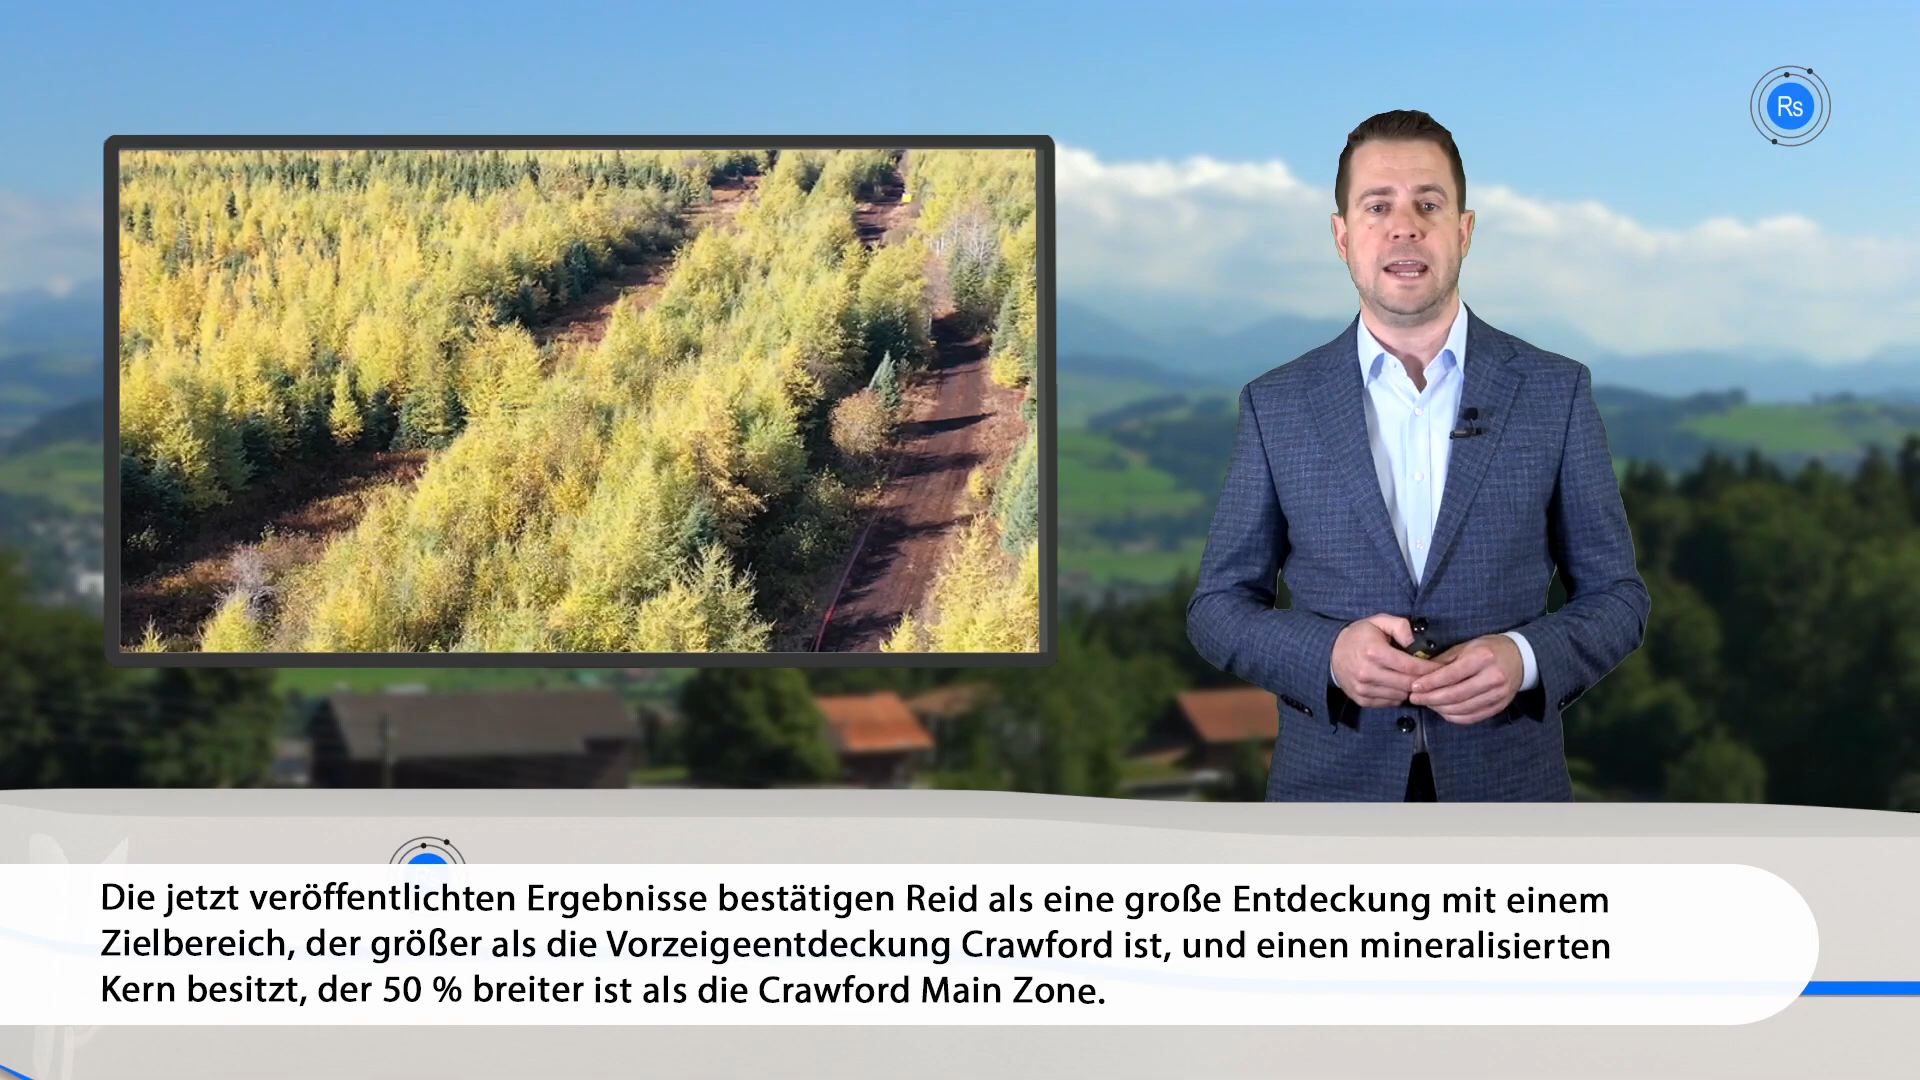 Rs
Die jetzt veröffentlichten Ergebnisse bestätigen Reid als eine große Entdeckung mit einem
Zielbereich, der größer als die Vorzeigeentdeckung Crawford ist, und einen mineralisierten
Kern besitzt, der 50 % breiter ist als die Crawford Main Zone.